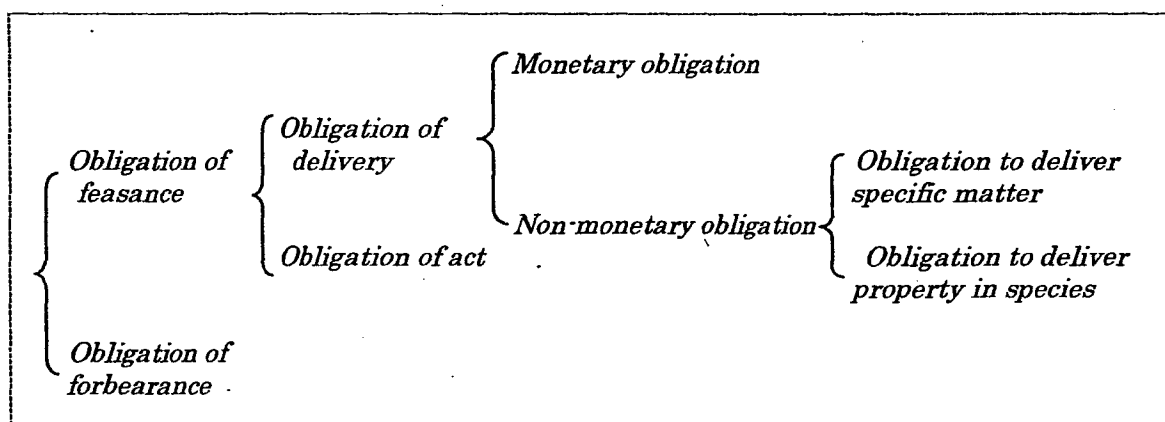 Monetary obligation
Obligation of
delivery
Obligation of
feasance
Obligation to deliver
specific matter
Non-monetary obligation
Obligation of act
Obligation to deliver
property in species
Obligation of
forbearance